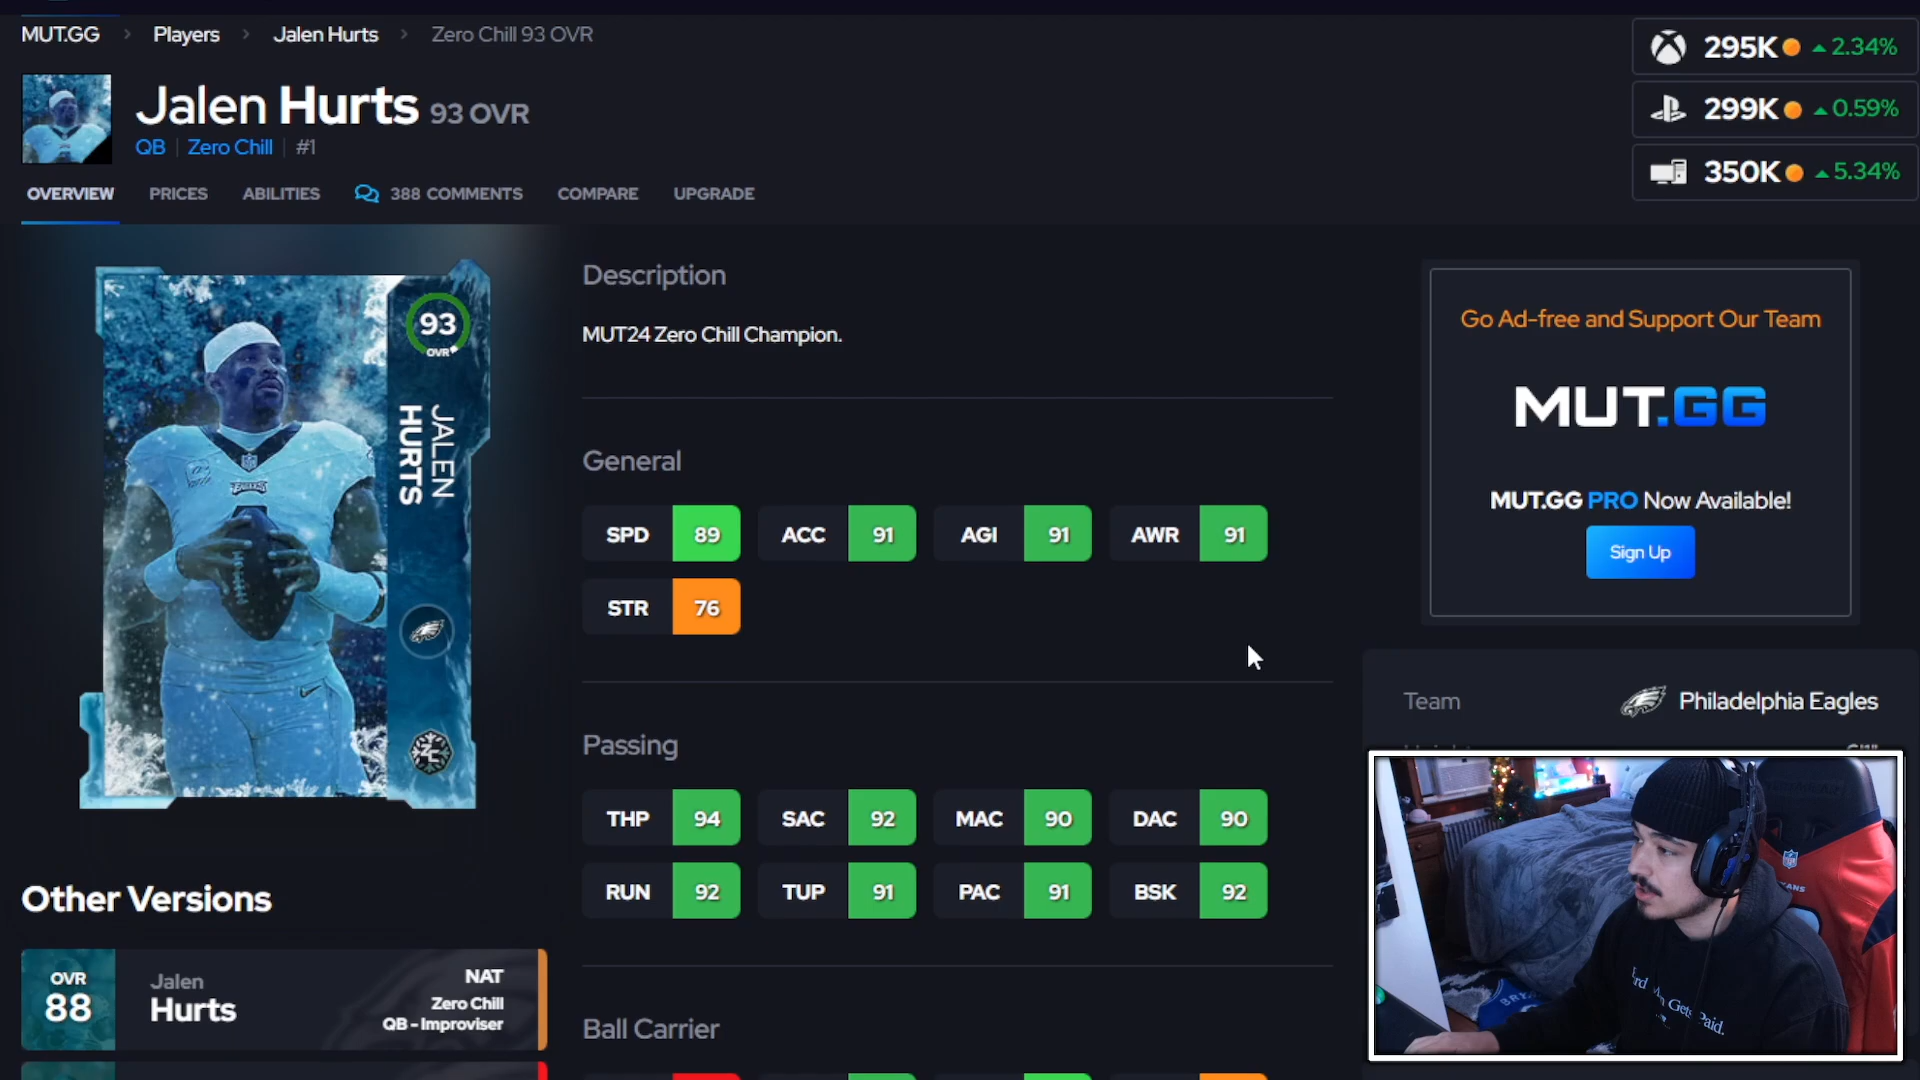 MUT.GG > Players > Jalen Hurts > Zero Chill 93 OVR
Jalen Hurts 93 OVR
QB | Zero Chill | #1
295K 2.34%
299K 0.59%
350K 5.34%
OVERVIEW PRICES ABILITIES 388 COMMENTS COMPARE UPGRADE
93
OVR
JALEN
HURTS
EAGLES
ZC
Description
MUT24 Zero Chill Champion.
General
SPD 89 ACC 91 AGI 91 AWR 91
STR 76
Passing
THP 94 SAC 92 MAC 90 DAC 90
RUN 92 TUP 91 PAC 91 BSK 92
Ball Carrier
Go Ad-free and Support Our Team
MUT.GG
MUT.GG PRO Now Available!
Sign Up
Team Philadelphia Eagles
Other Versions
OVR
88
Jalen
Hurts
NAT
Zero Chill
QB - Improviser
NFL
Gets Paid.